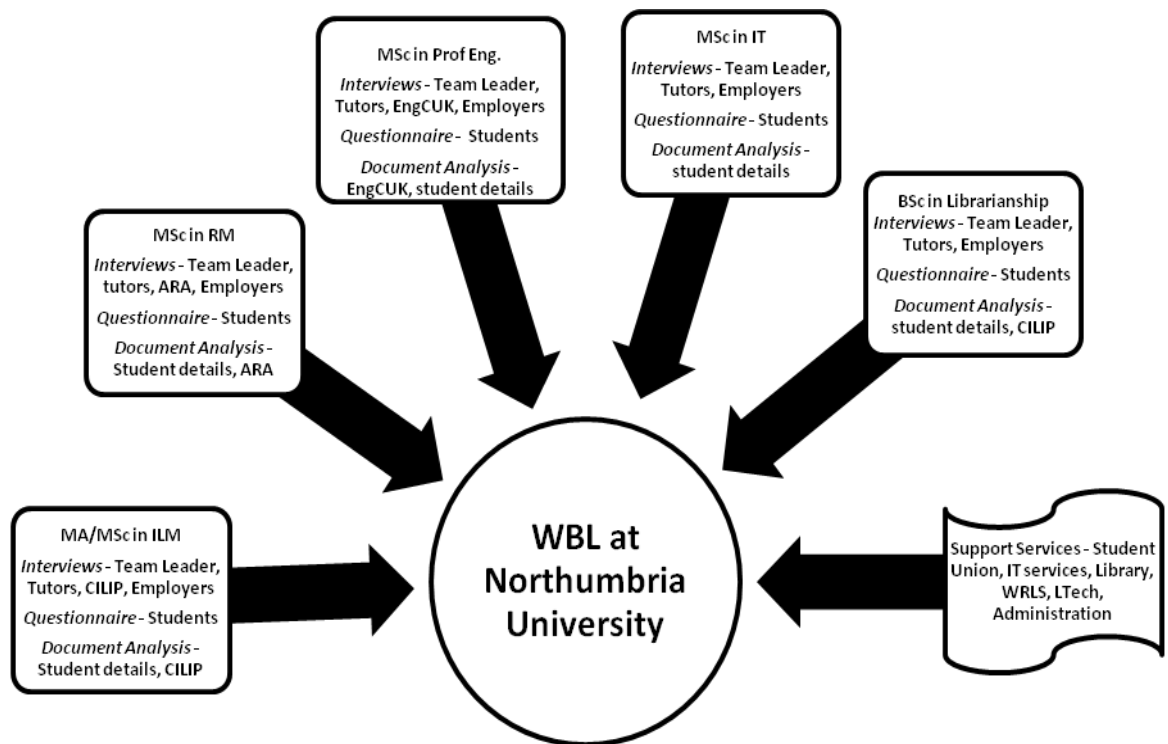 MSc in Prof Eng.
Interviews - Team Leader,
Tutors, EngCUK, Employers
Questionnaire - Students
Document Analysis -
EngCUK, student details
MSc in IT
Interviews - Team Leader,
Tutors, Employers
Questionnaire - Students
Document Analysis -
student details
MSc in RM
Interviews - Team Leader,
tutors, ARA, Employers
Questionnaire - Students
Document Analysis -
Student details, ARA
BSc in Librarianship
Interviews - Team Leader,
Tutors, Employers
Questionnaire - Students
Document Analysis -
student details, CILIP
MA/MSc in ILM
Interviews - Team Leader,
Tutors, CILIP, Employers
Questionnaire - Students
Document Analysis -
Student details, CILIP
WBL at
Northumbria
University
Support Services - Student
Union, IT services, Library,
WRLS, LTech,
Administration